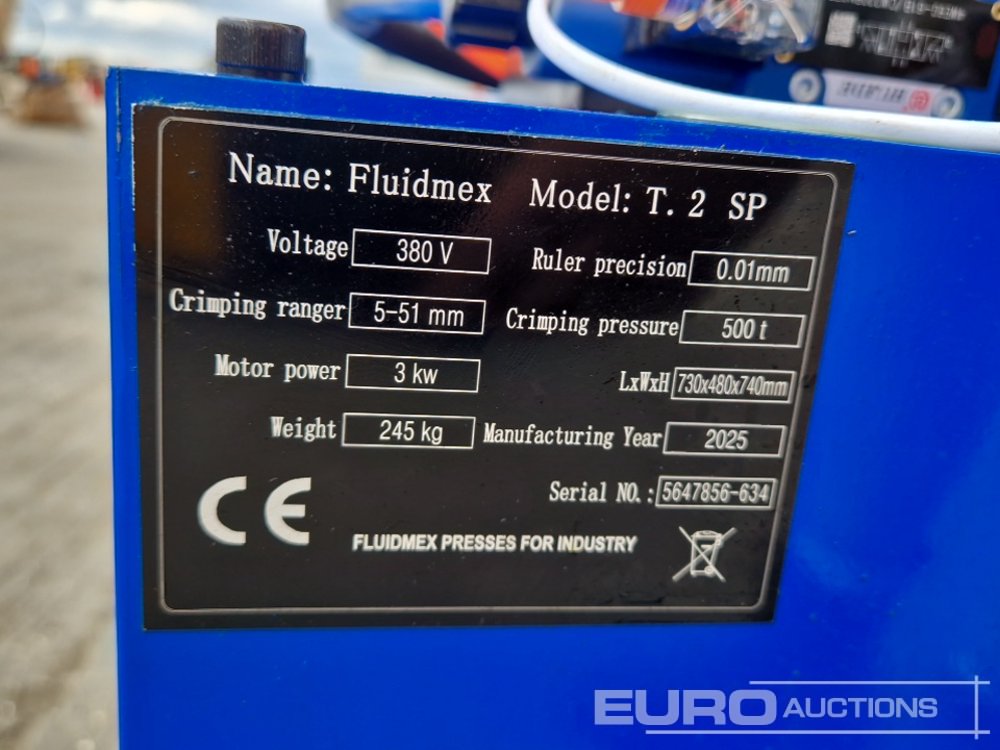 Name: Fluidmex Model: T. 2 SP
Voltage 380 V Ruler precision 0.01mm
Crimping ranger 5-51 mm Crimping pressure 500 t
Motor power 3 kw LxWxH 730x480x740mm
Weight 245 kg Manufacturing Year 2025
Serial NO.: 5647856-634
CE
FLUIDMEX PRESSES FOR INDUSTRY
EURO AUCTIONS